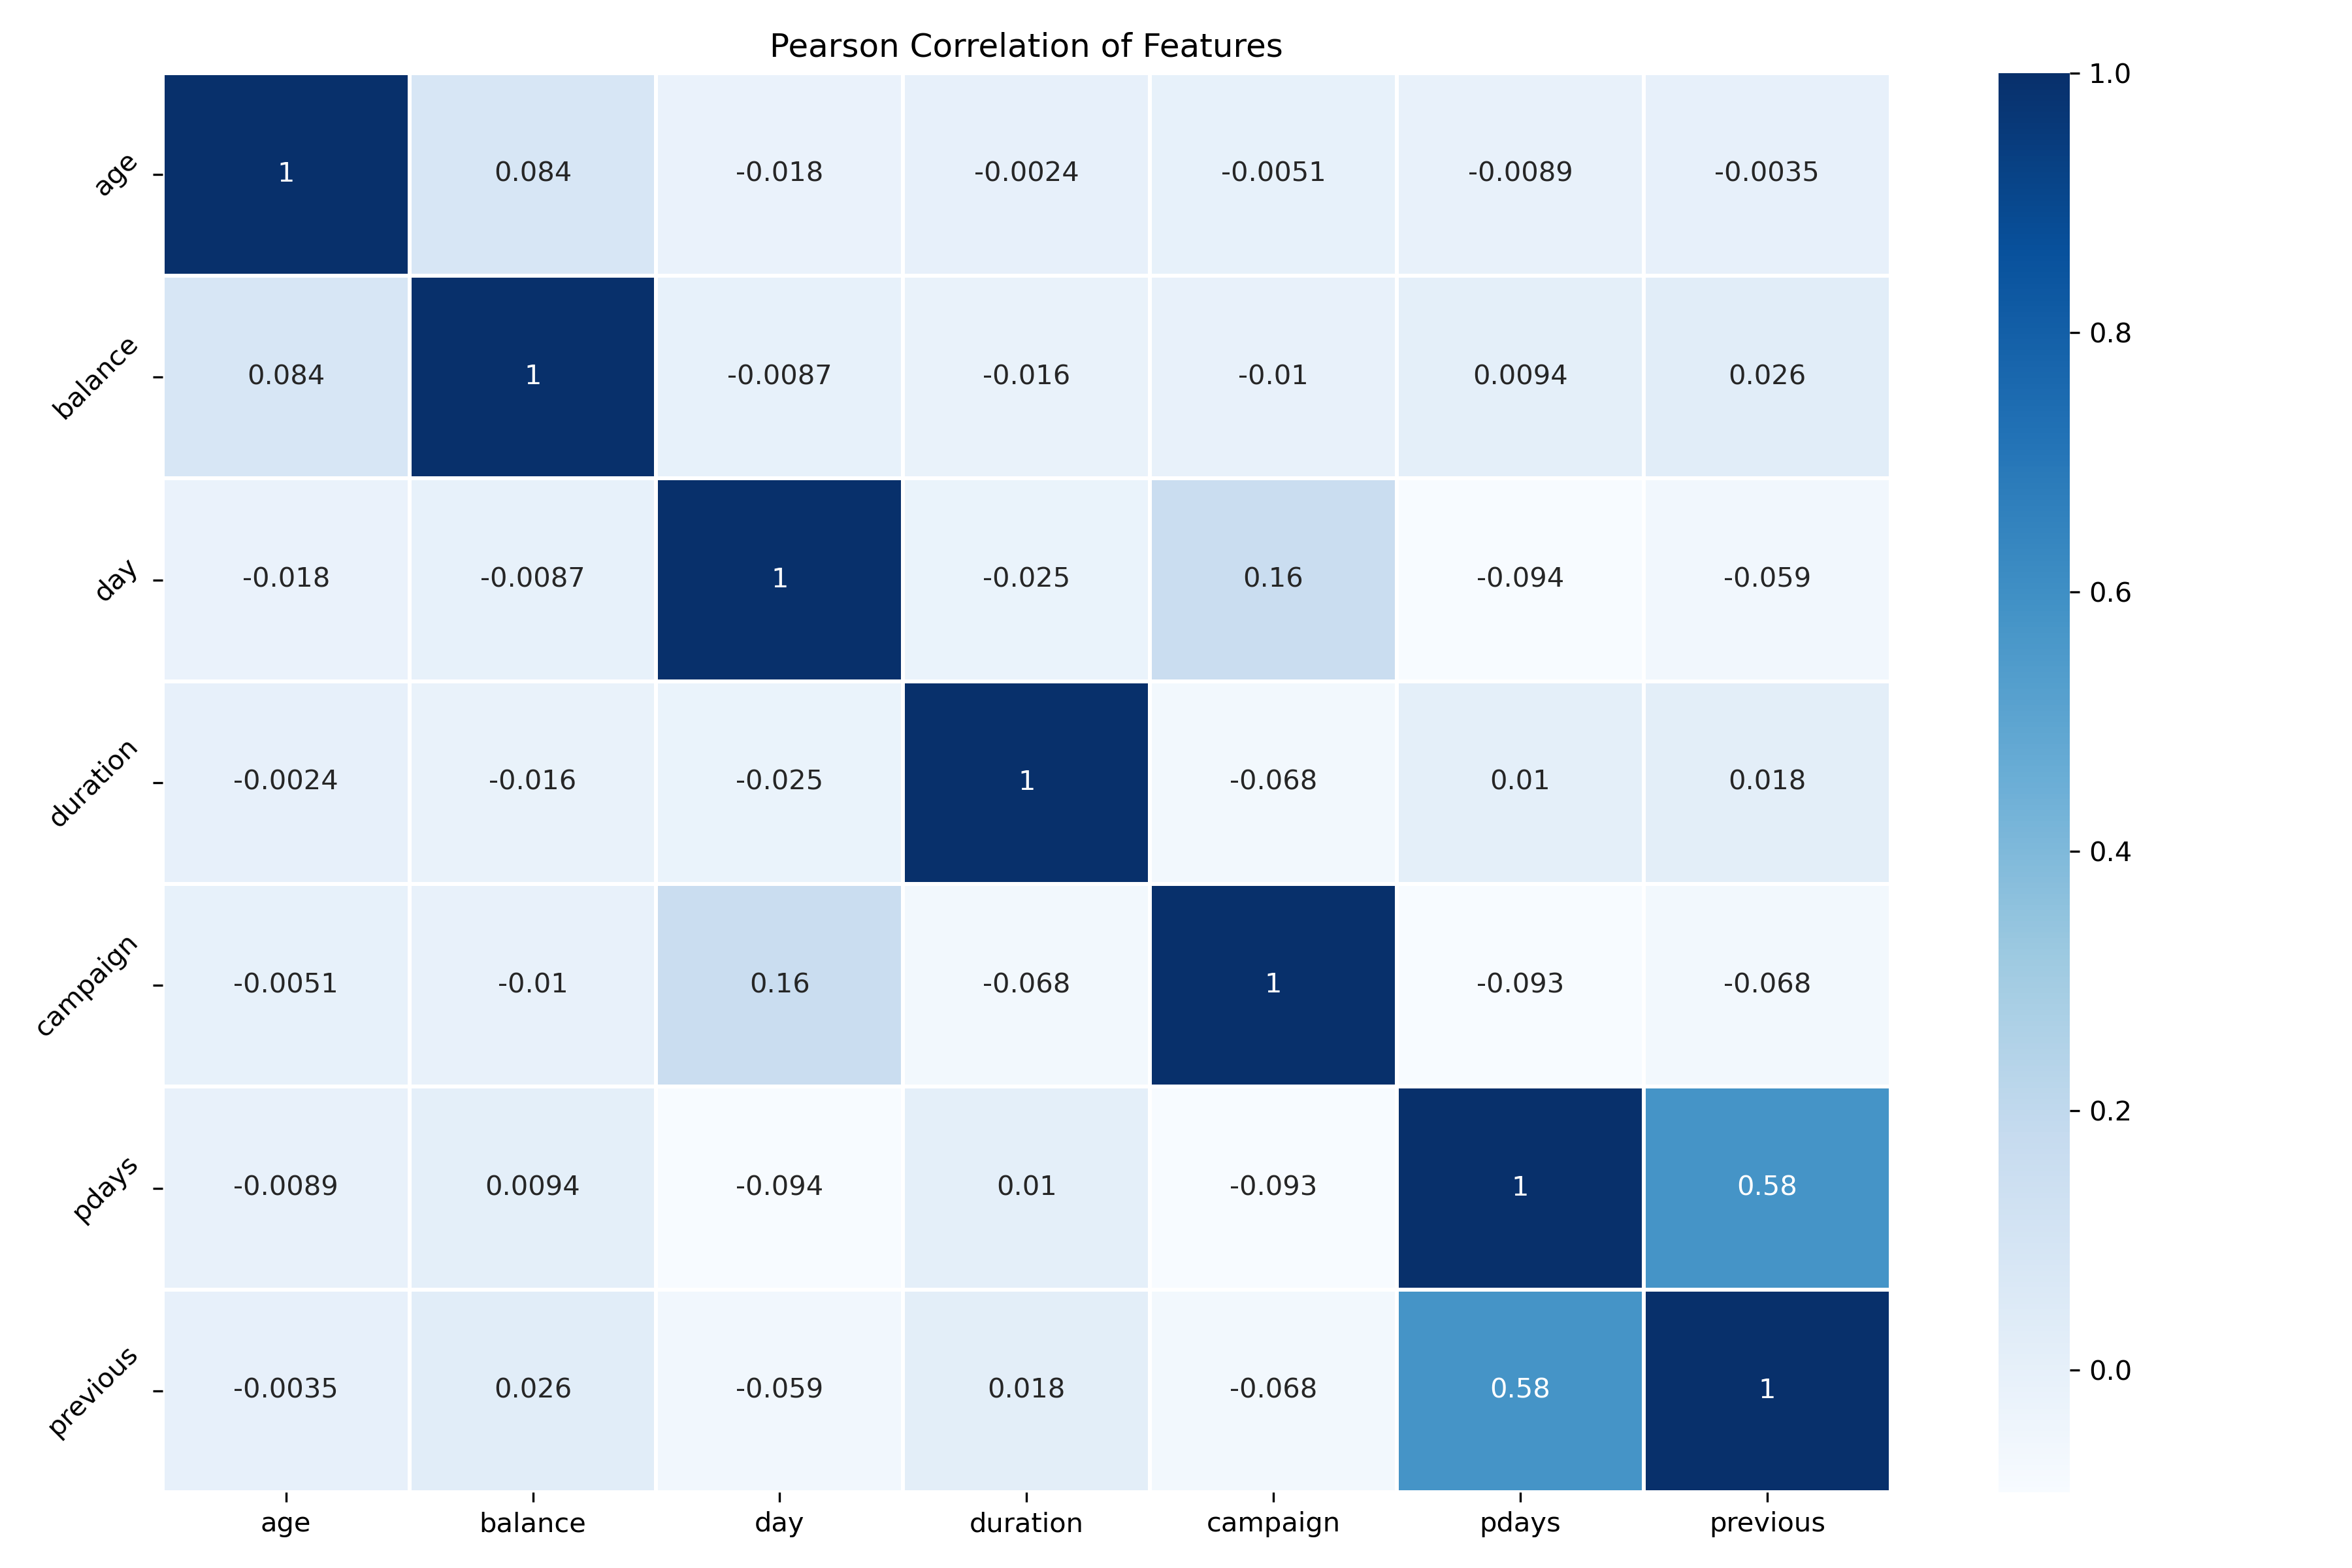 Pearson Correlation of Features
age 1 0.084 -0.018 -0.0024 -0.0051 -0.0089 -0.0035
balance 0.084 1 -0.0087 -0.016 -0.01 0.0094 0.026
day -0.018 -0.0087 1 -0.025 0.16 -0.094 -0.059
duration -0.0024 -0.016 -0.025 1 -0.068 0.01 0.018
campaign -0.0051 -0.01 0.16 -0.068 1 -0.093 -0.068
pdays -0.0089 0.0094 -0.094 0.01 -0.093 1 0.58
previous -0.0035 0.026 -0.059 0.018 -0.068 0.58 1
age balance day duration campaign pdays previous
1.0
0.8
0.6
0.4
0.2
0.0